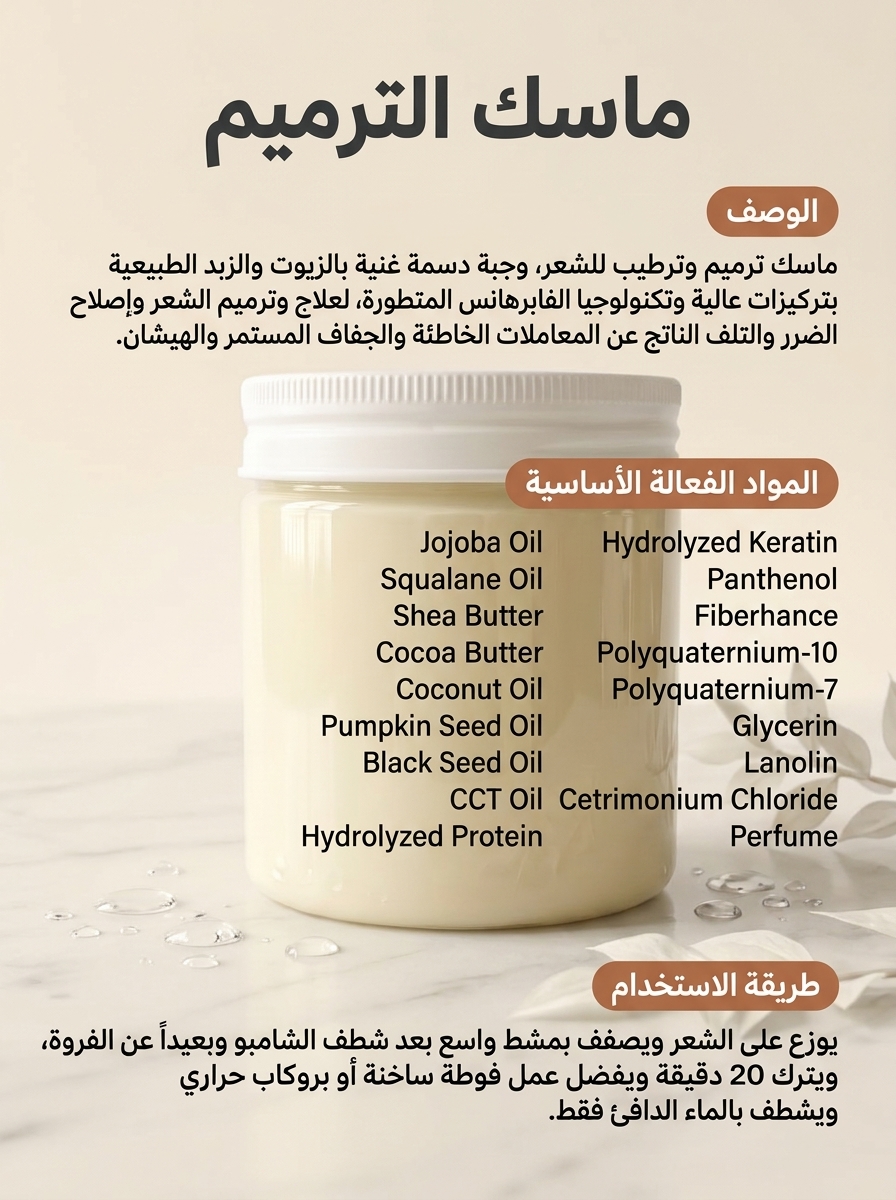 ماسك الترميم
الوصف
ماسك ترميم وترطيب للشعر، وجبة دسمة غنية بالزيوت والزبد الطبيعية
بتركيزات عالية وتكنولوجيا الفابرهانس المتطورة، لعلاج وترميم الشعر وإصلاح
الضرر والتلف الناتج عن المعاملات الخاطئة والجفاف المستمر والهيشان.
المواد الفعالة الأساسية
Hydrolyzed Keratin
Panthenol
Fiberhance
Polyquaternium-10
Polyquaternium-7
Glycerin
Lanolin
Cetrimonium Chloride
Perfume
Jojoba Oil
Squalane Oil
Shea Butter
Cocoa Butter
Coconut Oil
Pumpkin Seed Oil
Black Seed Oil
CCT Oil
Hydrolyzed Protein
طريقة الاستخدام
يوزع على الشعر ويصفف بمشط واسع بعد شطف الشامبو وبعيداً عن الفروة،
ويترك 20 دقيقة ويفضل عمل فوطة ساخنة أو بروكاب حراري
ويشطف بالماء الدافئ فقط.